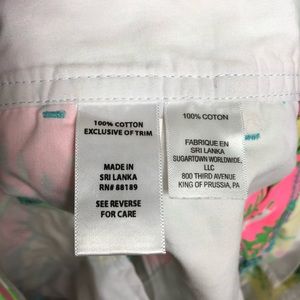 100% COTTON
EXCLUSIVE OF TRIM
MADE IN
SRI LANKA
RN# 88189
SEE REVERSE
FOR CARE
100% COTON
FABRIQUE EN
SRI LANKA
SUGARTOWN WORLDWIDE,
LLC
800 THIRD AVENUE
KING OF PRUSSIA, PA